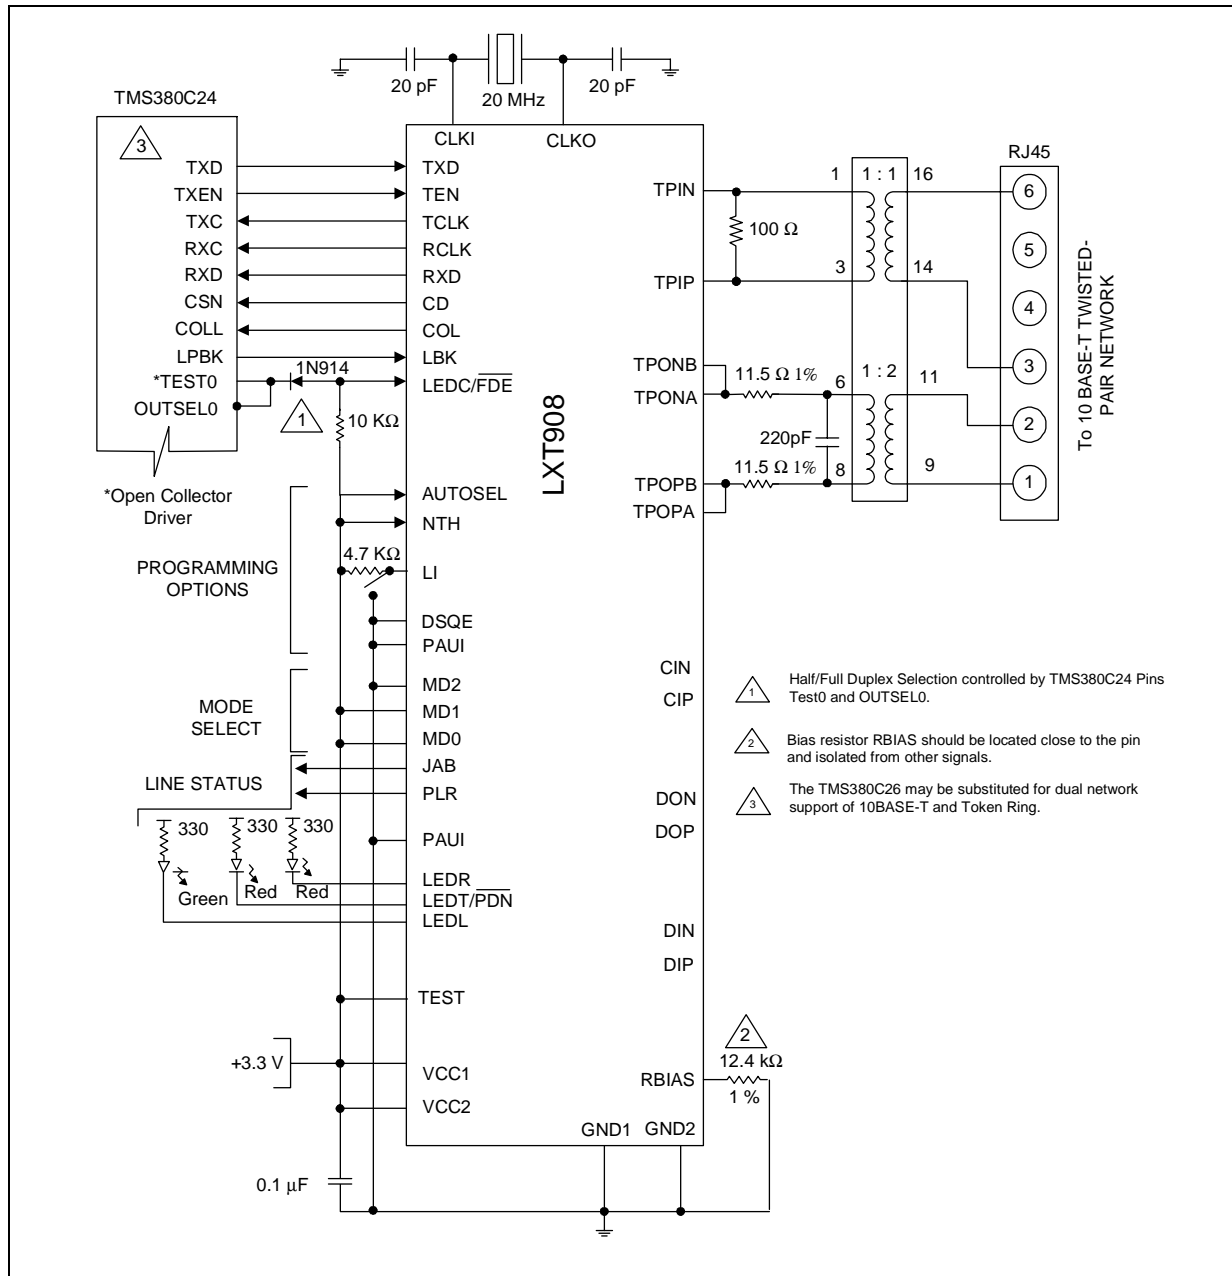 20 pF
20 MHz
20 pF
TMS380C24
3
TXD
TXEN
TXC
RXC
RXD
CSN
COLL
LPBK
*TEST0
OUTSEL0
*Open Collector
Driver
1N914
1
10 KΩ
CLKI
CLKO
TXD
TEN
TCLK
RCLK
RXD
CD
COL
LBK
LEDC/FDE
AUTOSEL
NTH
4.7 KΩ
LI
DSQE
PAUI
MD2
MD1
MD0
JAB
PLR
PAUI
LEDR
LEDT/PDN
LEDL
TEST
VCC1
VCC2
LXT908
PROGRAMMING
OPTIONS
MODE
SELECT
LINE STATUS
330
330
330
Green
Red
Red
+3.3 V
0.1 µF
TPIN
TPIP
TPONB
TPONA
TPOPB
TPOPA
CIN
CIP
DON
DOP
DIN
DIP
RBIAS
GND1
GND2
2
12.4 kΩ
1 %
100 Ω
11.5 Ω 1%
220pF
11.5 Ω 1%
1
1 : 1
16
3
14
6
1 : 2
11
8
9
RJ45
6
5
4
3
2
1
To 10 BASE-T TWISTED-
PAIR NETWORK
1
Half/Full Duplex Selection controlled by TMS380C24 Pins
Test0 and OUTSEL0.
2
Bias resistor RBIAS should be located close to the pin
and isolated from other signals.
3
The TMS380C26 may be substituted for dual network
support of 10BASE-T and Token Ring.